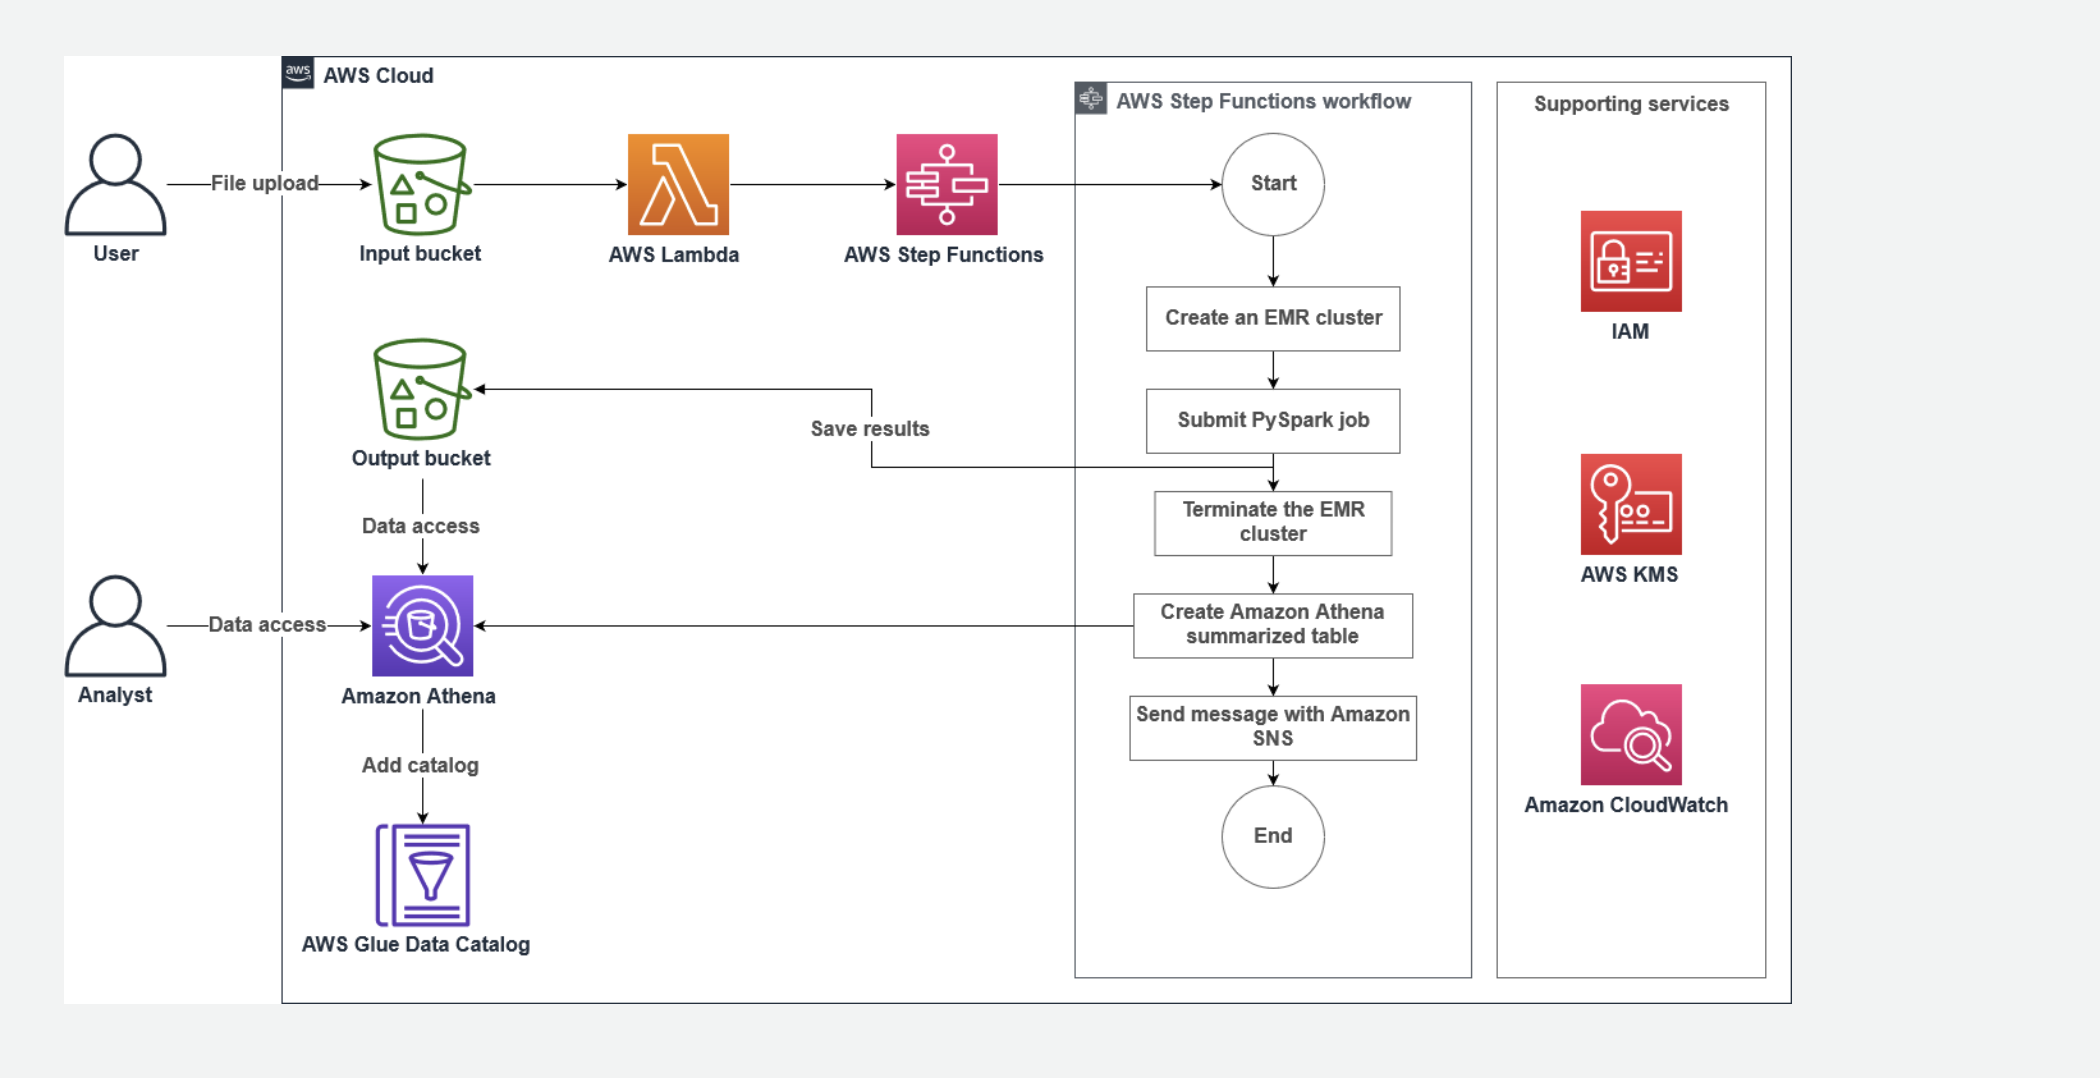 aws
AWS Cloud
AWS Step Functions workflow
Supporting services
File upload
Start
User
Input bucket
AWS Lambda
AWS Step Functions
Create an EMR cluster
IAM
Submit PySpark job
Save results
Output bucket
Terminate the EMR
cluster
Data access
AWS KMS
Data access
Create Amazon Athena
summarized table
Analyst
Amazon Athena
Send message with Amazon
SNS
Add catalog
Amazon CloudWatch
End
AWS Glue Data Catalog